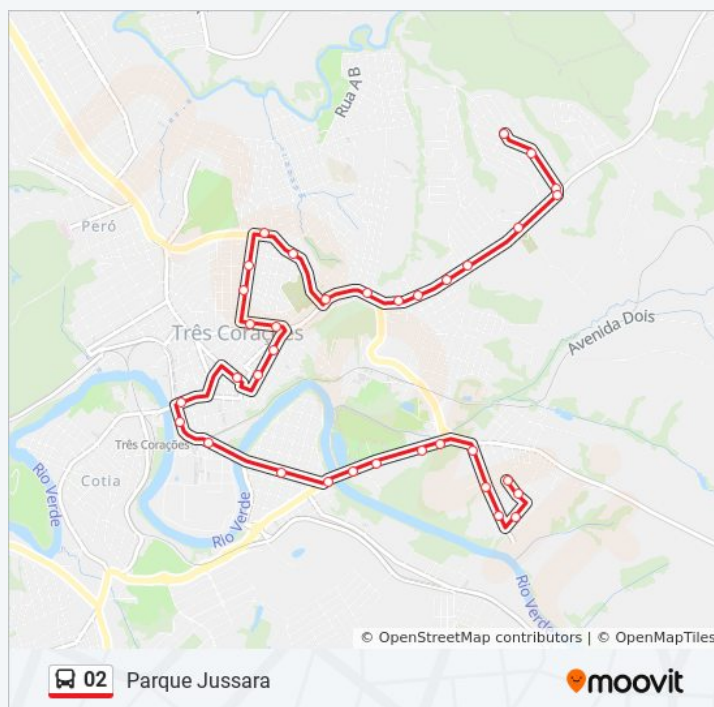 Rua A B
Peró
Três Corações
Avenida Dois
Três Corações
Cotia
Rio Verde
Rio Verde
Rio Verde
© OpenStreetMap contributors | © OpenMapTiles
02 Parque Jussara
moovit